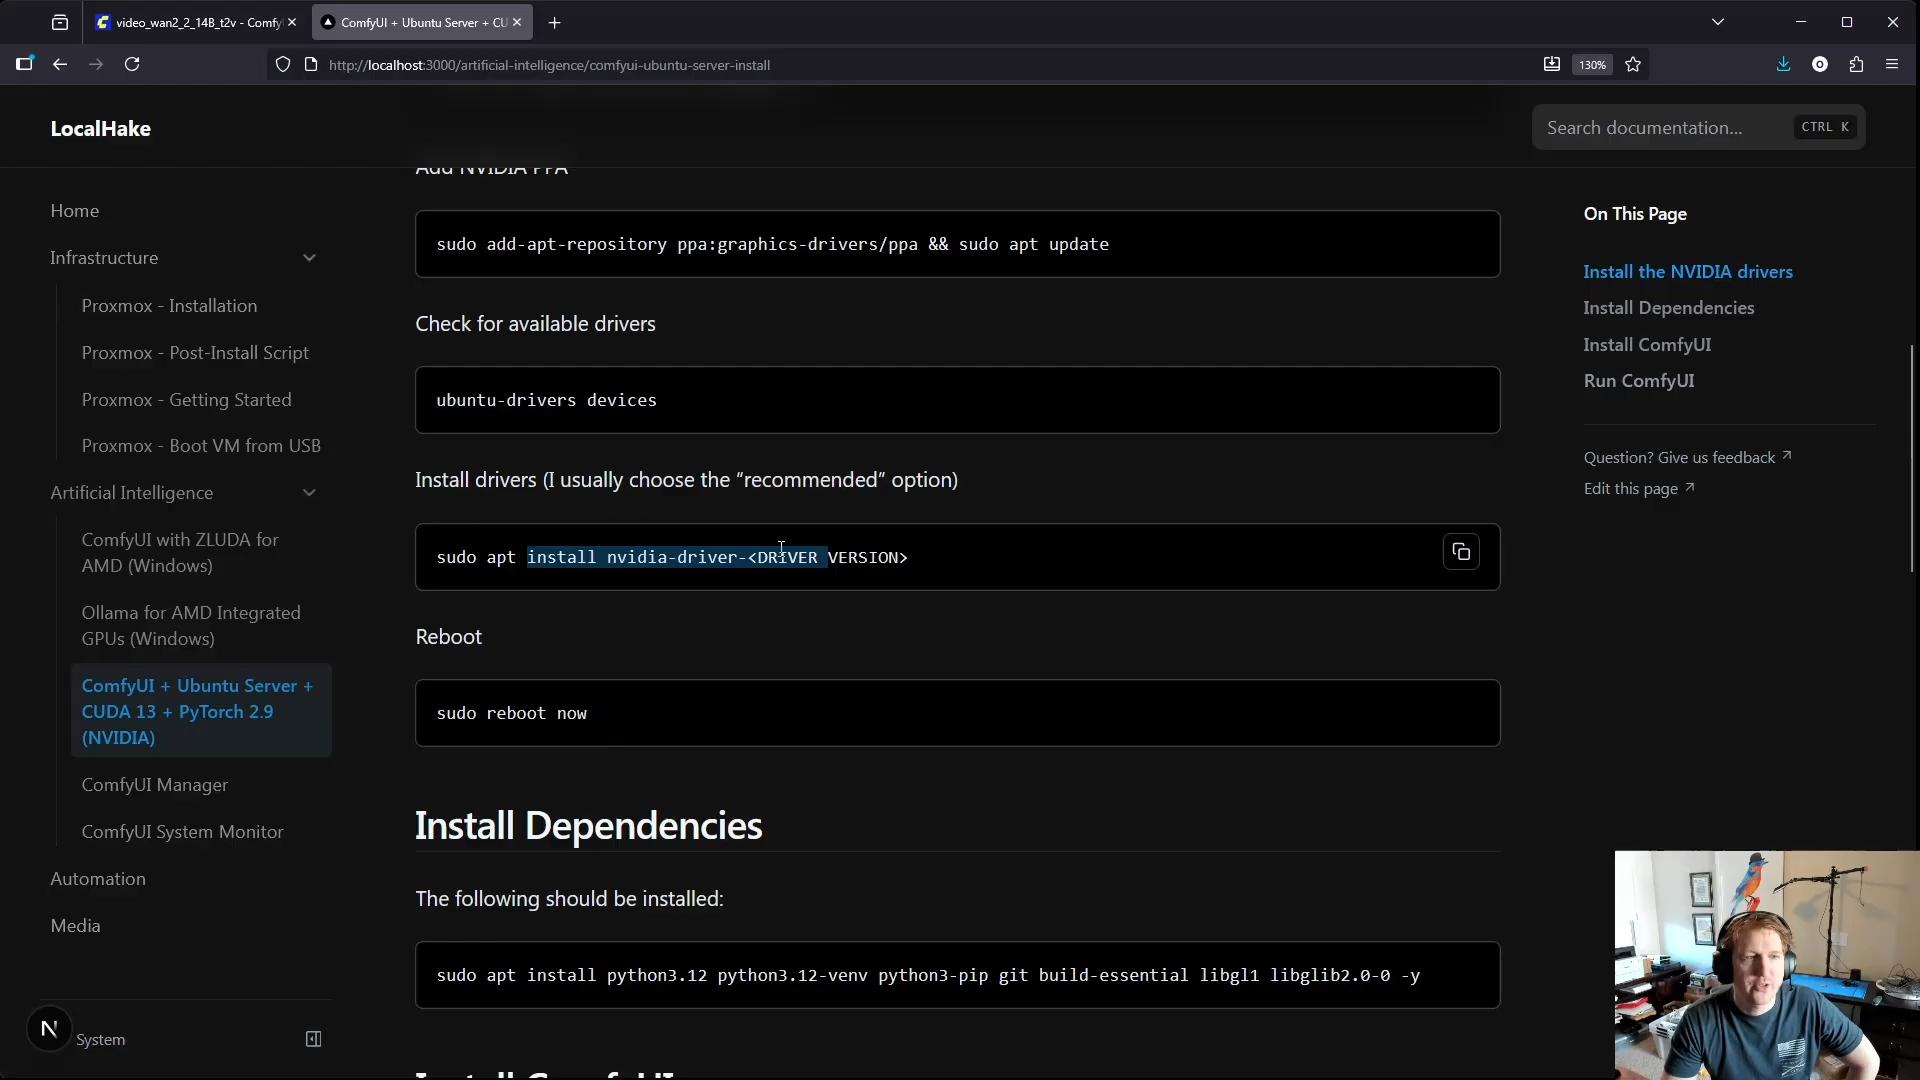 video_wan2_2_14B_t2v - Comfy
ComfyUI + Ubuntu Server + CU
http://localhost:3000/artificial-intelligence/comfyui-ubuntu-server-install
130%
LocalHake
Search documentation...
CTRL K
Home
Infrastructure
Proxmox - Installation
Proxmox - Post-Install Script
Proxmox - Getting Started
Proxmox - Boot VM from USB
Artificial Intelligence
ComfyUI with ZLUDA for
AMD (Windows)
Ollama for AMD Integrated
GPUs (Windows)
ComfyUI + Ubuntu Server +
CUDA 13 + PyTorch 2.9
(NVIDIA)
ComfyUI Manager
ComfyUI System Monitor
Automation
Media
N
System
Add NVIDIA PPA
sudo add-apt-repository ppa:graphics-drivers/ppa && sudo apt update
Check for available drivers
ubuntu-drivers devices
Install drivers (I usually choose the “recommended” option)
sudo apt install nvidia-driver-<DRIVER VERSION>
Reboot
sudo reboot now
Install Dependencies
The following should be installed:
sudo apt install python3.12 python3.12-venv python3-pip git build-essential libgl1 libglib2.0-0 -y
Install ComfyUI
On This Page
Install the NVIDIA drivers
Install Dependencies
Install ComfyUI
Run ComfyUI
Question? Give us feedback
Edit this page